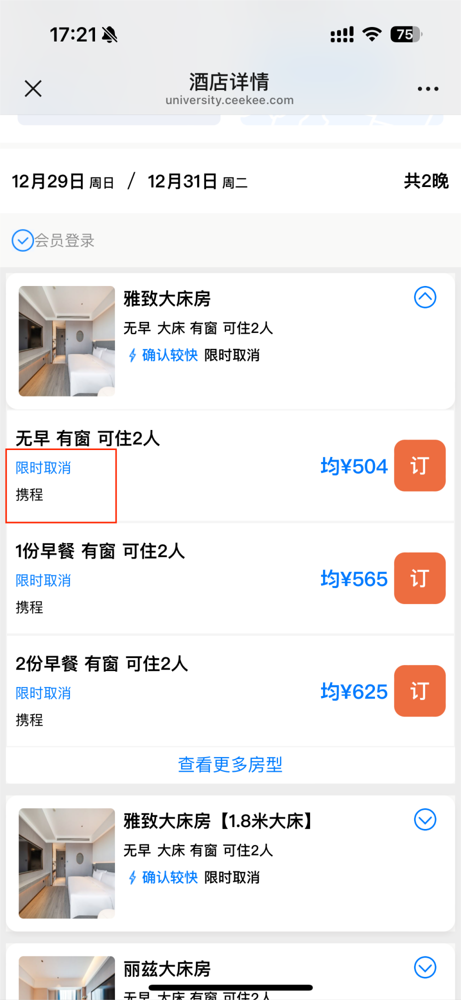 17:21
75
酒店详情
university.ceekee.com
12月29日 周日 / 12月31日 周二 共2晚
会员登录
雅致大床房
无早 大床 有窗 可住2人
确认较快 限时取消
无早 有窗 可住2人
限时取消
携程
均¥504 订
1份早餐 有窗 可住2人
限时取消
携程
均¥565 订
2份早餐 有窗 可住2人
限时取消
携程
均¥625 订
查看更多房型
雅致大床房【1.8米大床】
无早 大床 有窗 可住2人
确认较快 限时取消
丽兹大床房
无早 大床 有窗 可住2人